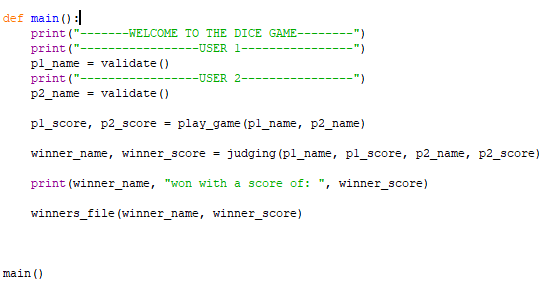 def main():
    print("-------WELCOME TO THE DICE GAME--------")
    print("-----------------USER 1----------------")
    p1_name = validate()
    print("-----------------USER 2----------------")
    p2_name = validate()

    p1_score, p2_score = play_game(p1_name, p2_name)

    winner_name, winner_score = judging(p1_name, p1_score, p2_name, p2_score)

    print(winner_name, "won with a score of: ", winner_score)

    winners_file(winner_name, winner_score)

main()